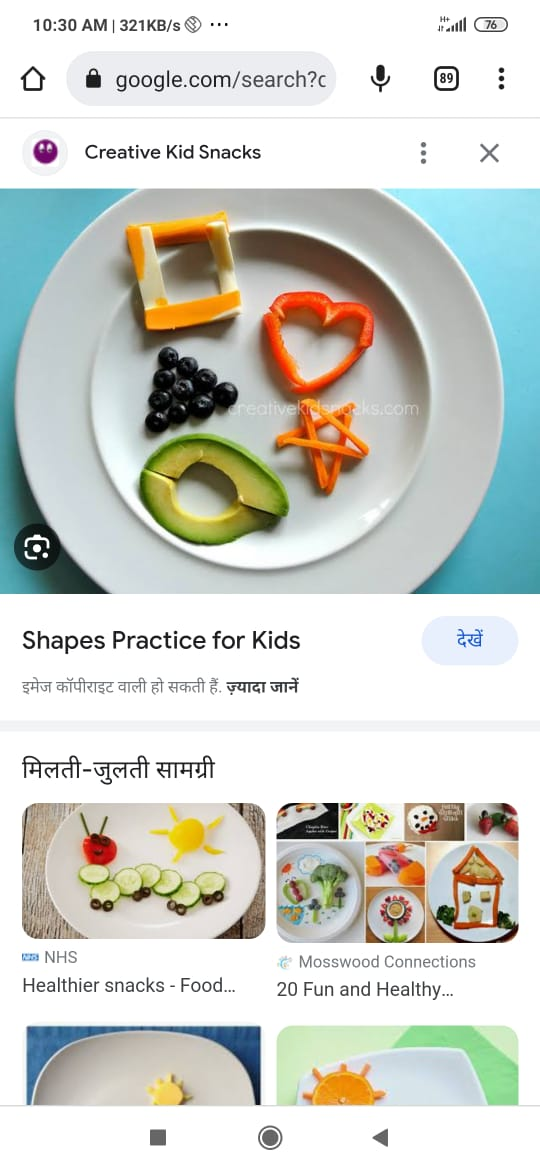 10:30 AM | 321KB/s ...
H+
76
google.com/search?c
89
Creative Kid Snacks
creativekidsnacks.com
Shapes Practice for Kids
देखें
इमेज कॉपीराइट वाली हो सकती हैं. ज़्यादा जानें
मिलती-जुलती सामग्री
NHS NHS
Healthier snacks - Food...
Mosswood Connections
20 Fun and Healthy...